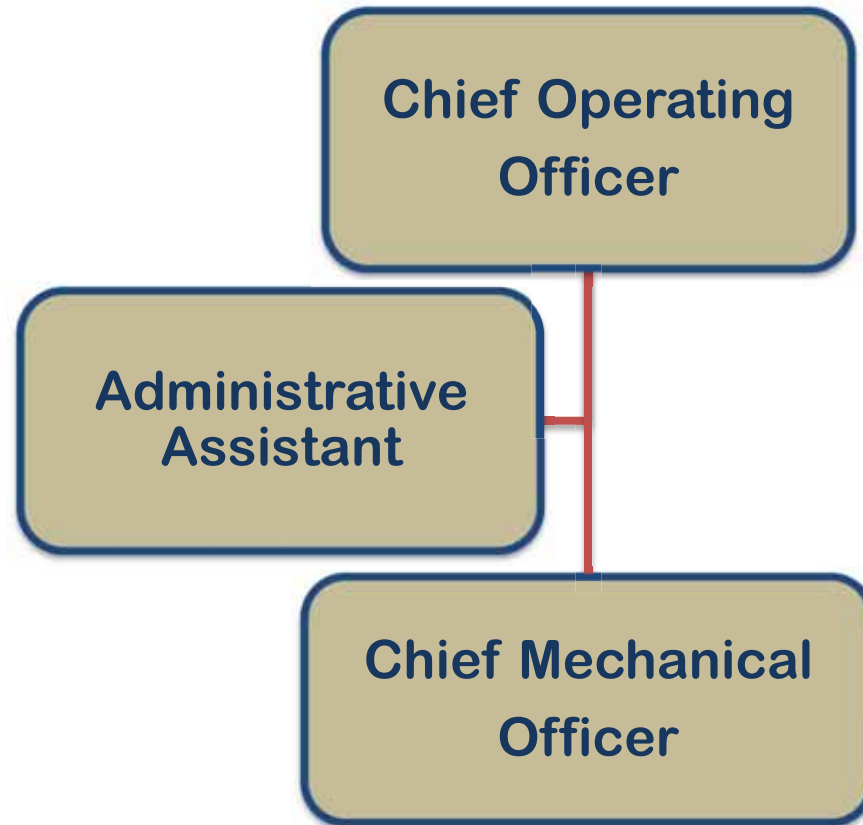 Chief Operating
Officer
Administrative
Assistant
Chief Mechanical
Officer